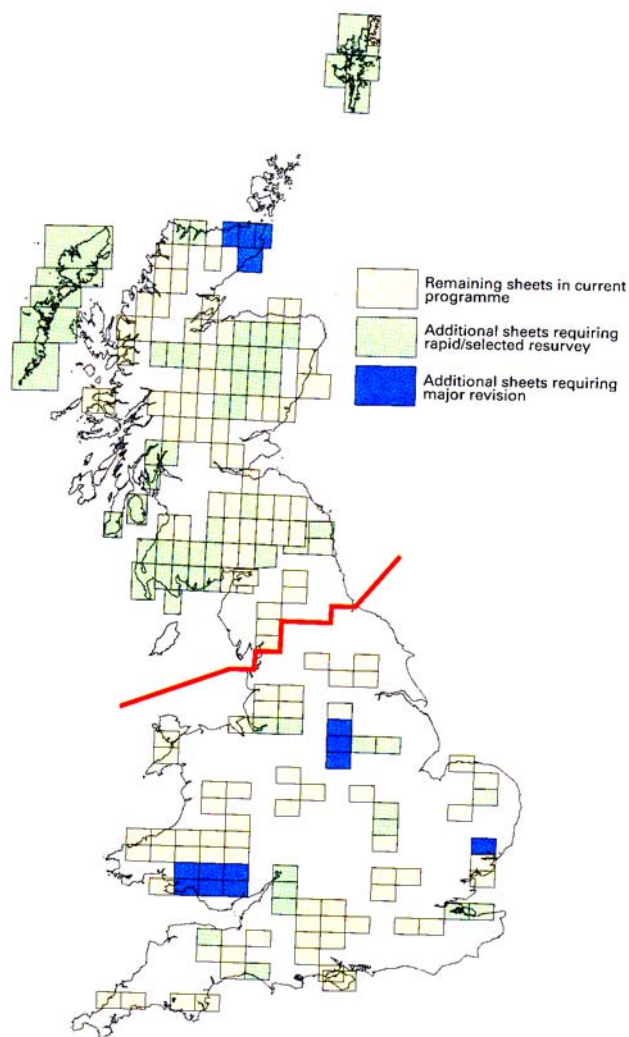 Remaining sheets in current
programme
Additional sheets requiring
rapid/selected resurvey
Additional sheets requiring
major revision